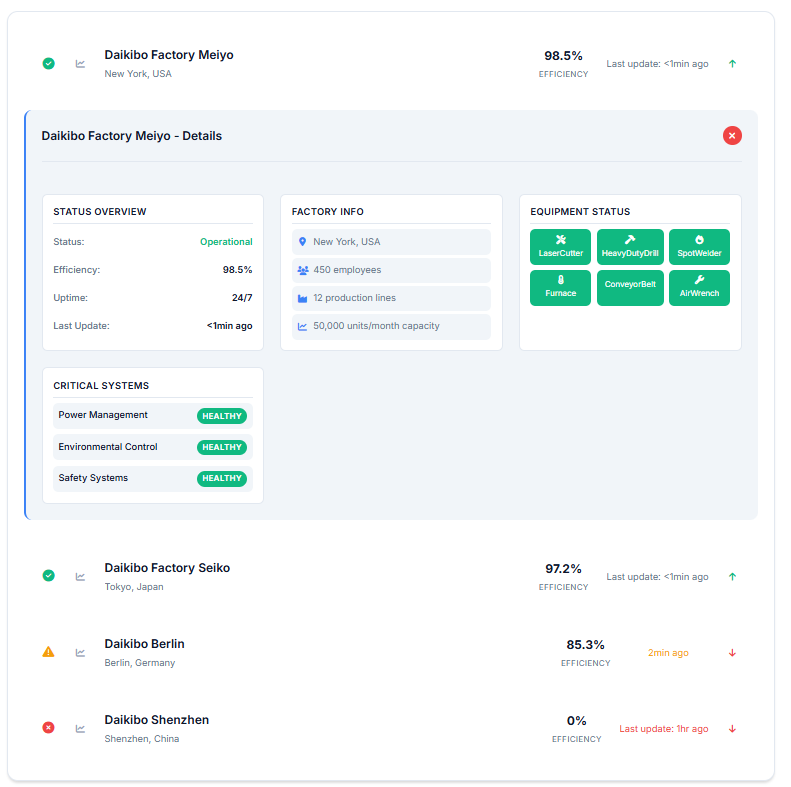 Daikibo Factory Meiyo
New York, USA
98.5%
EFFICIENCY
Last update: <1min ago
Daikibo Factory Meiyo - Details
STATUS OVERVIEW
Status: Operational
Efficiency: 98.5%
Uptime: 24/7
Last Update: <1min ago
FACTORY INFO
New York, USA
450 employees
12 production lines
50,000 units/month capacity
EQUIPMENT STATUS
LaserCutter
HeavyDutyDrill
SpotWelder
Furnace
ConveyorBelt
AirWrench
CRITICAL SYSTEMS
Power Management HEALTHY
Environmental Control HEALTHY
Safety Systems HEALTHY
Daikibo Factory Seiko
Tokyo, Japan
97.2%
EFFICIENCY
Last update: <1min ago
Daikibo Berlin
Berlin, Germany
85.3%
EFFICIENCY
2min ago
Daikibo Shenzhen
Shenzhen, China
0%
EFFICIENCY
Last update: 1hr ago